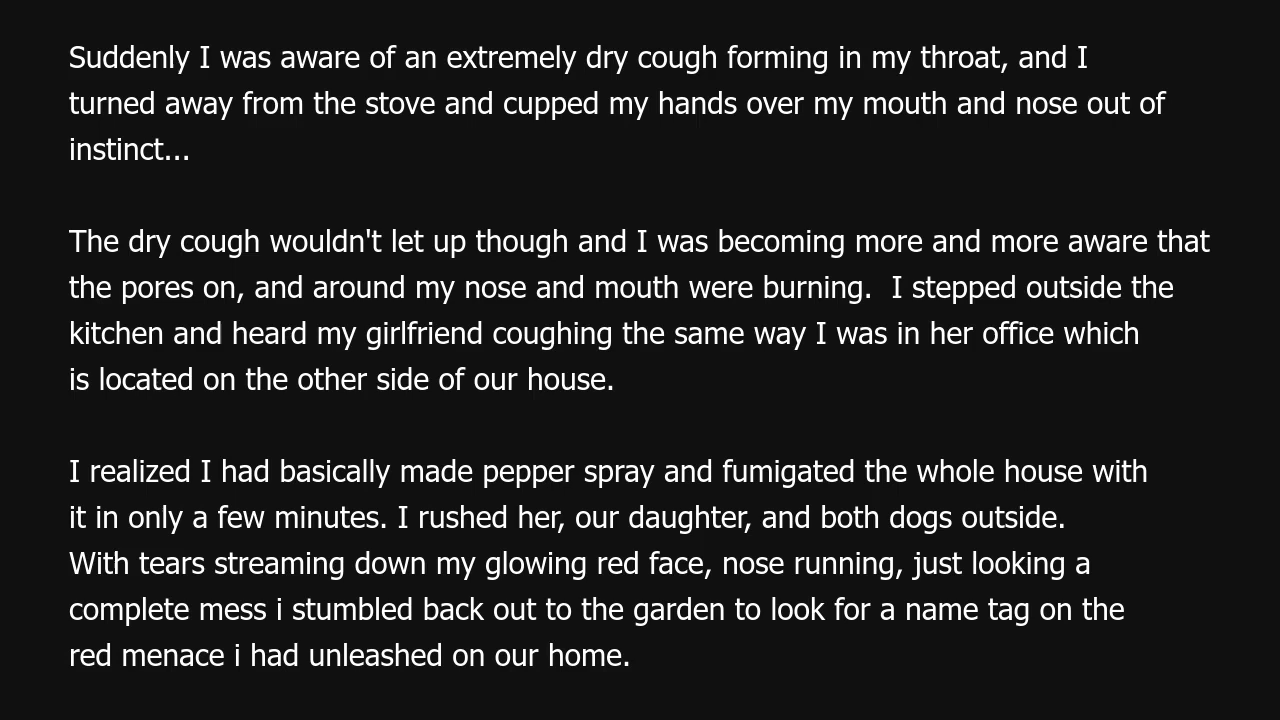 Suddenly I was aware of an extremely dry cough forming in my throat, and I
turned away from the stove and cupped my hands over my mouth and nose out of
instinct...
The dry cough wouldn't let up though and I was becoming more and more aware that
the pores on, and around my nose and mouth were burning.  I stepped outside the
kitchen and heard my girlfriend coughing the same way I was in her office which
is located on the other side of our house.
I realized I had basically made pepper spray and fumigated the whole house with
it in only a few minutes. I rushed her, our daughter, and both dogs outside.
With tears streaming down my glowing red face, nose running, just looking a
complete mess i stumbled back out to the garden to look for a name tag on the
red menace i had unleashed on our home.